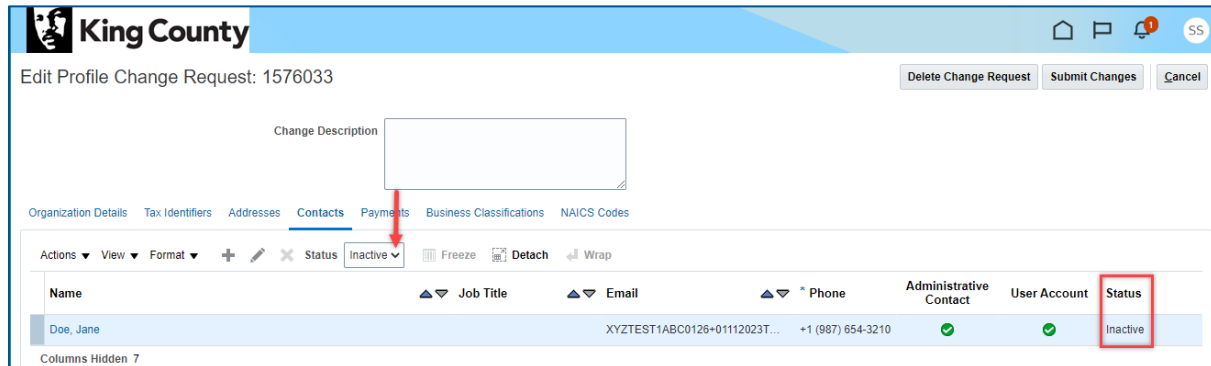 King County
1
SS
Edit Profile Change Request: 1576033
Delete Change Request Submit Changes Cancel
Change Description
Organization Details Tax Identifiers Addresses Contacts Payments Business Classifications NAICS Codes
Actions View Format Status Inactive Freeze Detach Wrap
Name Job Title Email * Phone Administrative Contact User Account Status
Doe, Jane XYZTEST1ABC0126+01112023T... +1 (987) 654-3210 Inactive
Columns Hidden 7